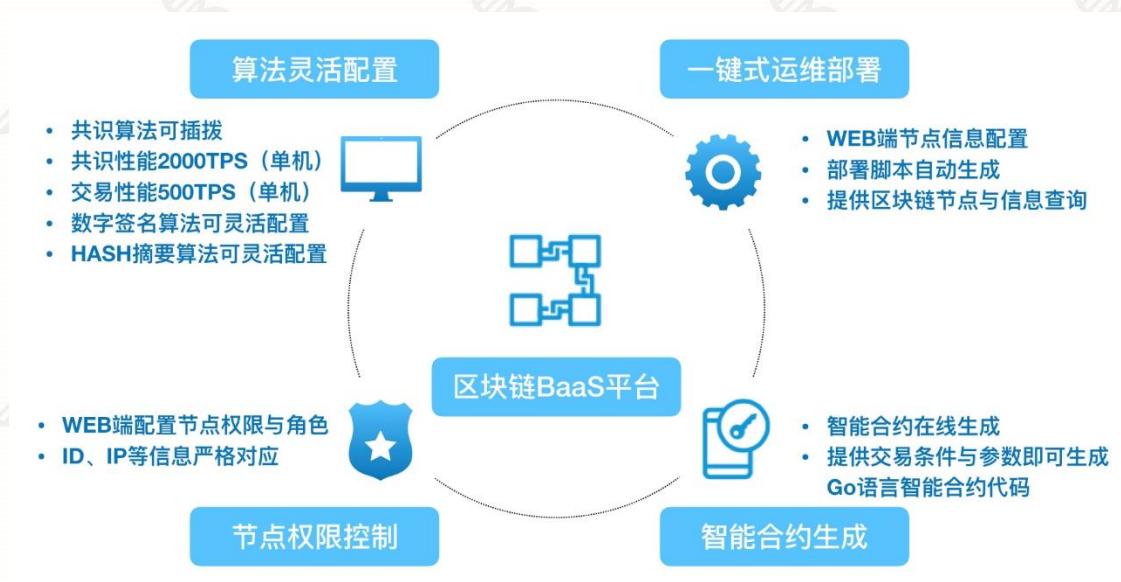 算法灵活配置
• 共识算法可插拨
• 共识性能2000TPS（单机）
• 交易性能500TPS（单机）
• 数字签名算法可灵活配置
• HASH摘要算法可灵活配置
一键式运维部署
• WEB端节点信息配置
• 部署脚本自动生成
• 提供区块链节点与信息查询
区块链BaaS平台
• WEB端配置节点权限与角色
• ID、IP等信息严格对应
节点权限控制
• 智能合约在线生成
• 提供交易条件与参数即可生成
Go语言智能合约代码
智能合约生成